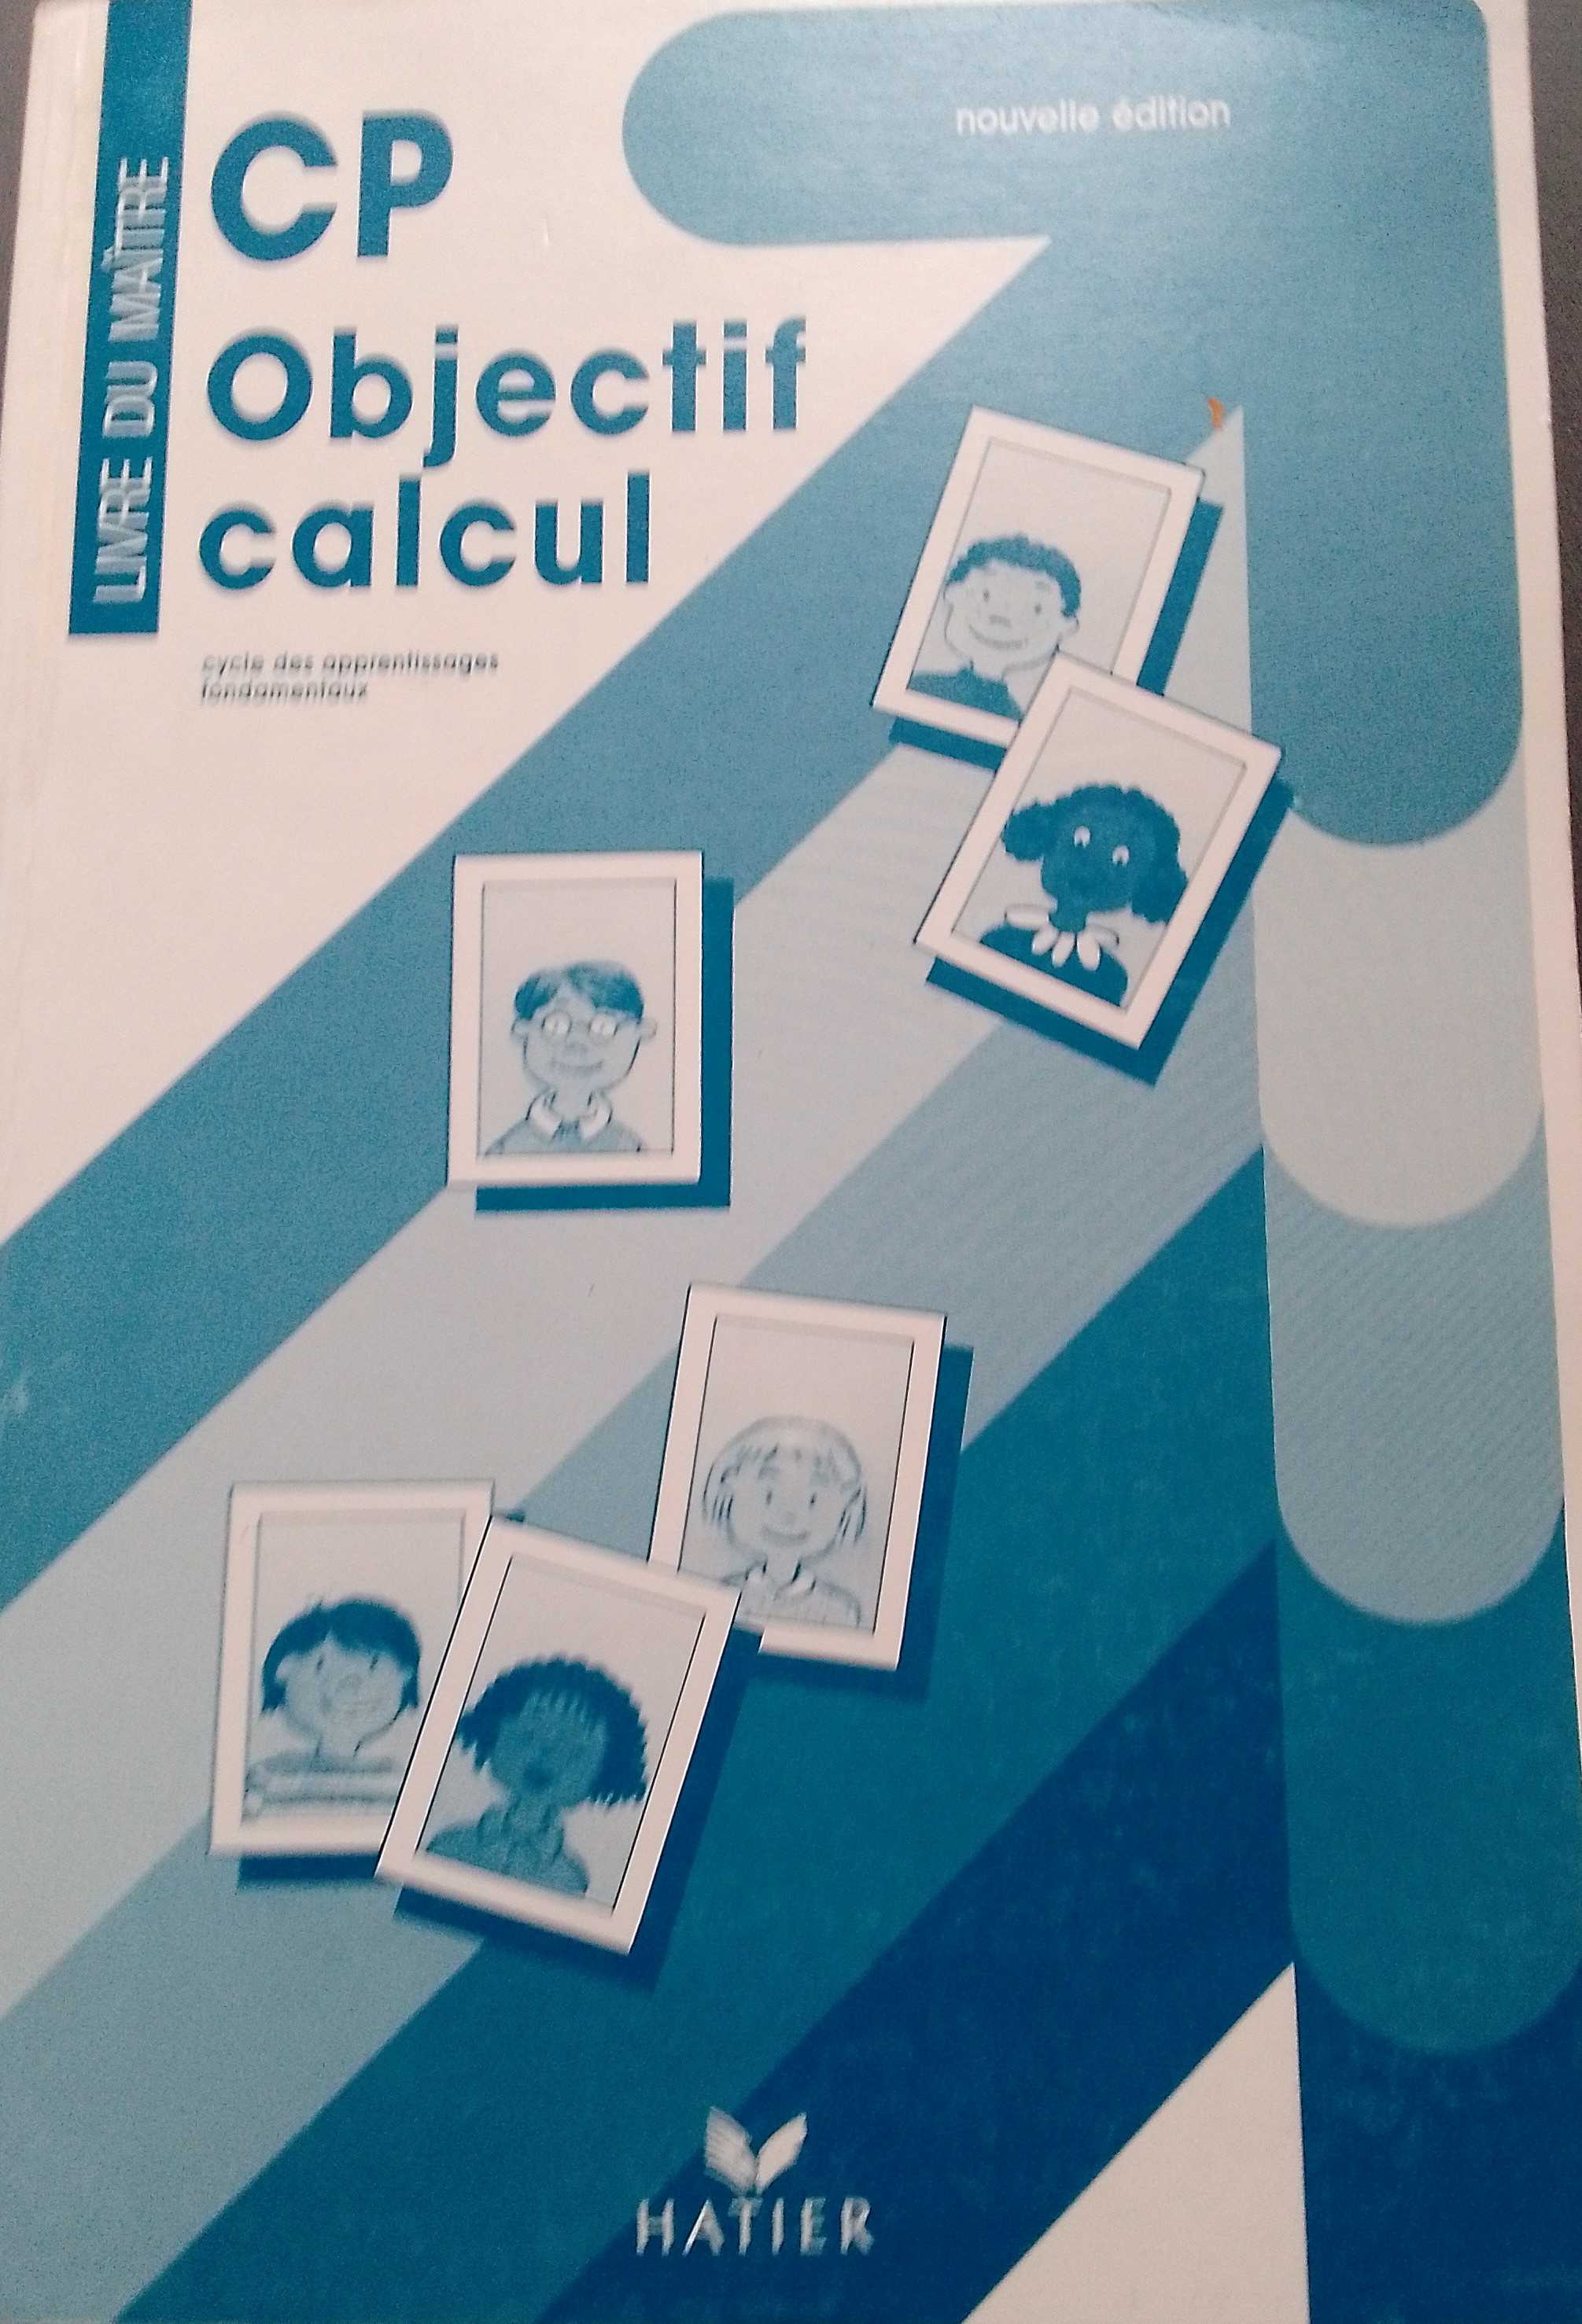 nouvelle édition
LIVRE DU MAÎTRE
CP
Objectif
calcul
cycle des apprentissages
fondamentaux
HATIER